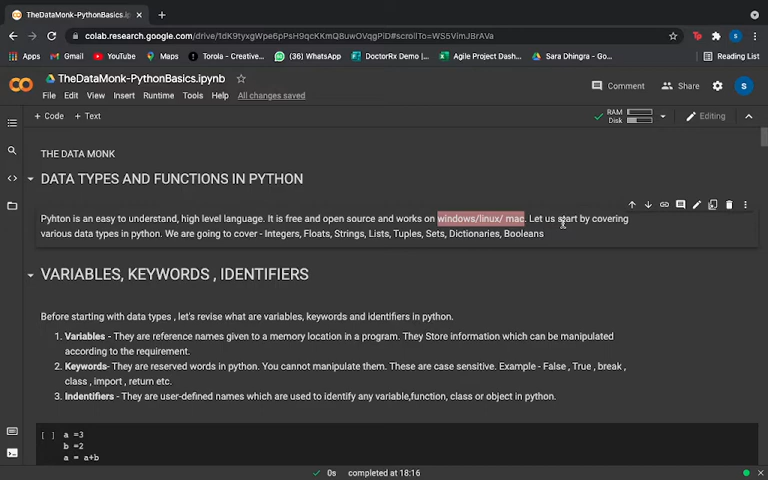 TheDataMonk-PythonBasics.ipynb
colab.research.google.com/drive/1dK9tyxgWpe6pPsH9qcKKmQ8uwOVqgPlD#scrollTo=WS5VimJBrAVa
Apps Gmail YouTube Maps Torola - Creative... (36) WhatsApp DoctorRx Demo |... Agile Project Dash... Sara Dhingra - Go... Reading List
TheDataMonk-PythonBasics.ipynb
Comment Share S
File Edit View Insert Runtime Tools Help All changes saved
+ Code + Text RAM Disk Editing
THE DATA MONK
DATA TYPES AND FUNCTIONS IN PYTHON
Pyhton is an easy to understand, high level language. It is free and open source and works on windows/linux/ mac. Let us start by covering
various data types in python. We are going to cover - Integers, Floats, Strings, Lists, Tuples, Sets, Dictionaries, Booleans
VARIABLES, KEYWORDS , IDENTIFIERS
Before starting with data types , let's revise what are variables, keywords and identifiers in python.
1. Variables - They are reference names given to a memory location in a program. They Store information which can be manipulated
according to the requirement.
2. Keywords- They are reserved words in python. You cannot manipulate them. These are case sensitive. Example - False , True , break ,
class , import , return etc.
3. Indentifiers - They are user-defined names which are used to identify any variable,function, class or object in python.
[ ] a =3
b =2
a = a+b
0s completed at 18:16